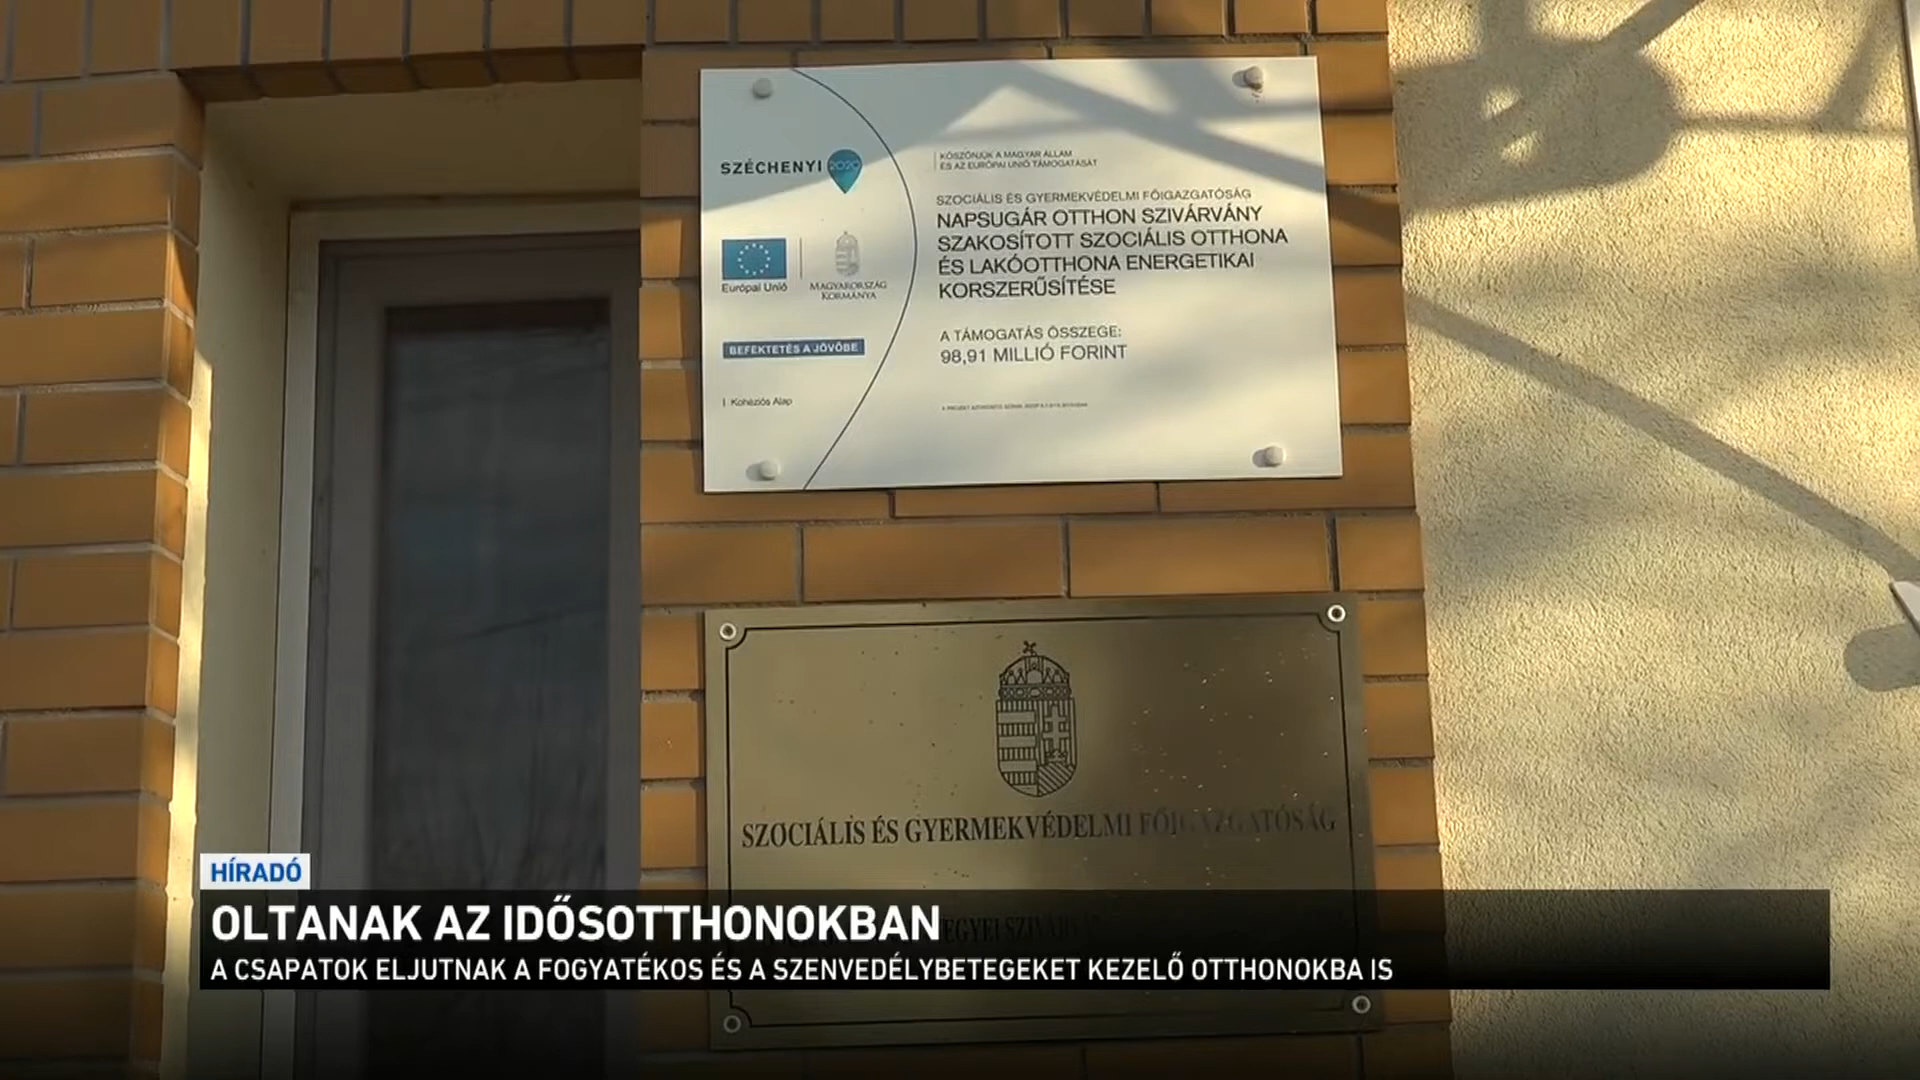 SZÉCHENYI 2020
KÖSZÖNJÜK A MAGYAR ÁLLAM
ÉS AZ EURÓPAI UNIÓ TÁMOGATÁSÁT
SZOCIÁLIS ÉS GYERMEKVÉDELMI FŐIGAZGATÓSÁG
NAPSUGÁR OTTHON SZIVÁRVÁNY
SZAKOSÍTOTT SZOCIÁLIS OTTHONA
ÉS LAKÓOTTHONA ENERGETIKAI
KORSZERŰSÍTÉSE
A TÁMOGATÁS ÖSSZEGE:
98,91 MILLIÓ FORINT
Európai Unió
MAGYARORSZÁG
KORMÁNYA
BEFEKTETÉS A JÖVŐBE
Kohéziós Alap
SZOCIÁLIS ÉS GYERMEKVÉDELMI FŐIGAZGATÓSÁG
HÍRADÓ
OLTANAK AZ IDŐSOTTHONOKBAN
A CSAPATOK ELJUTNAK A FOGYATÉKOS ÉS A SZENVEDÉLYBETEGEKET KEZELŐ OTTHONOKBA IS